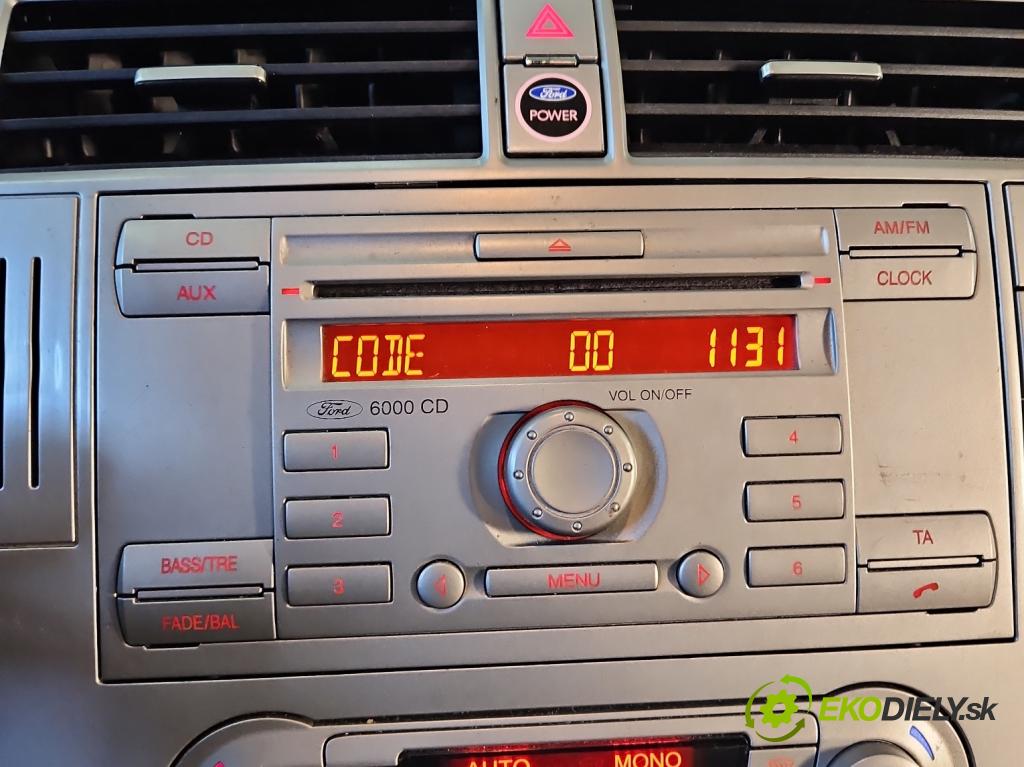 Ford
POWER
CD
AUX
AM/FM
CLOCK
CODE 00 1131
Ford 6000 CD
VOL ON/OFF
1
4
2
5
3
6
MENU
BASS/TRE
FADE/BAL
TA
AUTO MONO
EKODIELY.sk